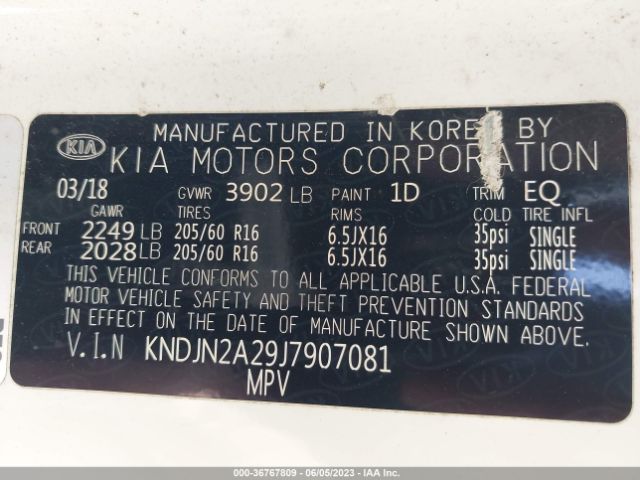 MANUFACTURED IN KOREA BY
KIA KIA MOTORS CORPORATION
03/18 GVWR 3902 LB PAINT 1D TRIM EQ
GAWR TIRES RIMS COLD TIRE INFL
FRONT 2249 LB 205/60 R16 6.5JX16 35psi SINGLE
REAR 2028 LB 205/60 R16 6.5JX16 35psi SINGLE
THIS VEHICLE CONFORMS TO ALL APPLICABLE U.S.A. FEDERAL
MOTOR VEHICLE SAFETY AND THEFT PREVENTION STANDARDS
IN EFFECT ON THE DATE OF MANUFACTURE SHOWN ABOVE.
V.I.N KNDJN2A29J7907081
MPV
000-36767809 - 06/05/2023 - IAA Inc.